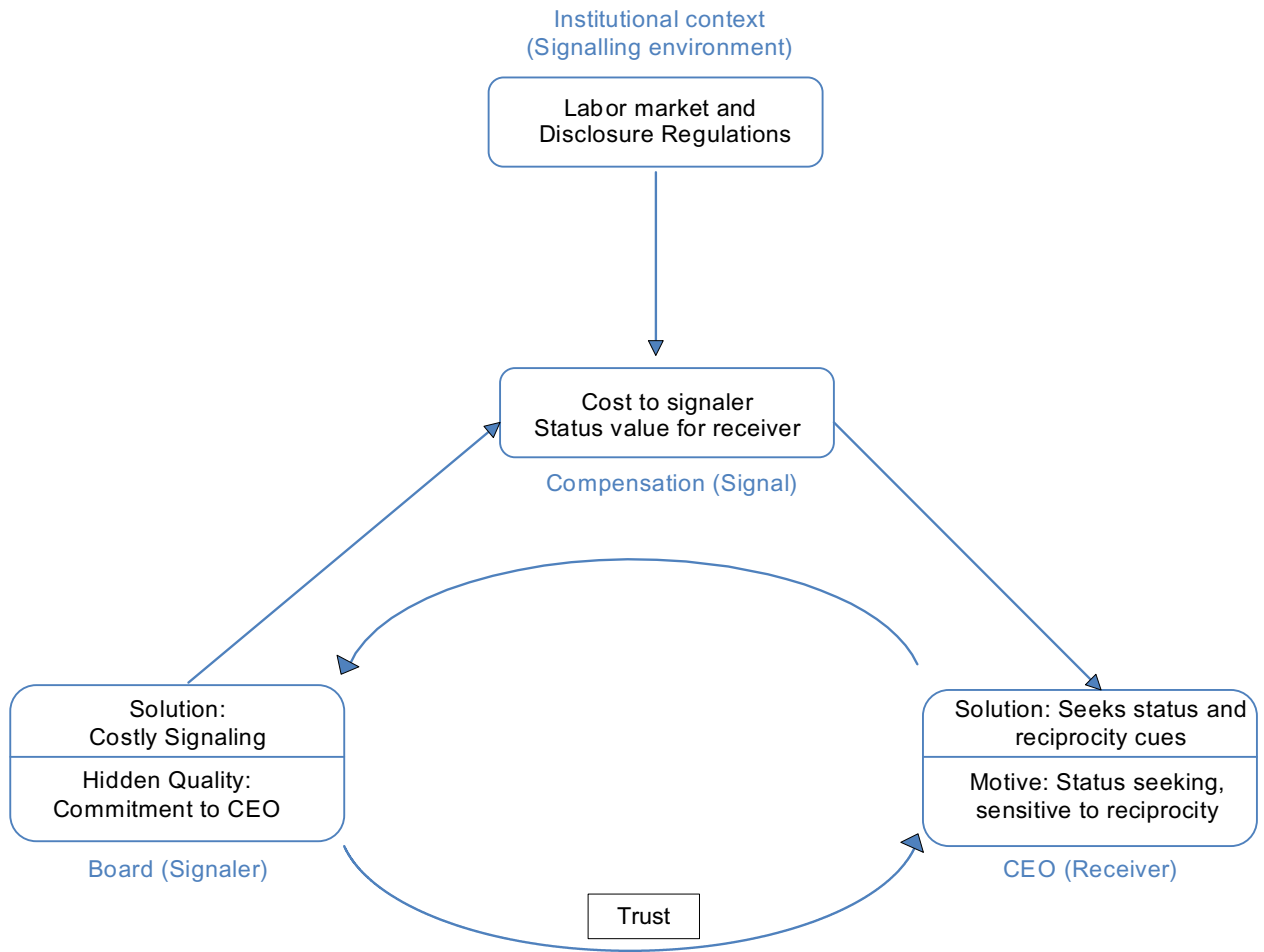 Institutional context
(Signalling environment)
Labor market and
Disclosure Regulations
Cost to signaler
Status value for receiver
Compensation (Signal)
Solution:
Costly Signaling
Hidden Quality:
Commitment to CEO
Board (Signaler)
Solution: Seeks status and
reciprocity cues
Motive: Status seeking,
sensitive to reciprocity
CEO (Receiver)
Trust